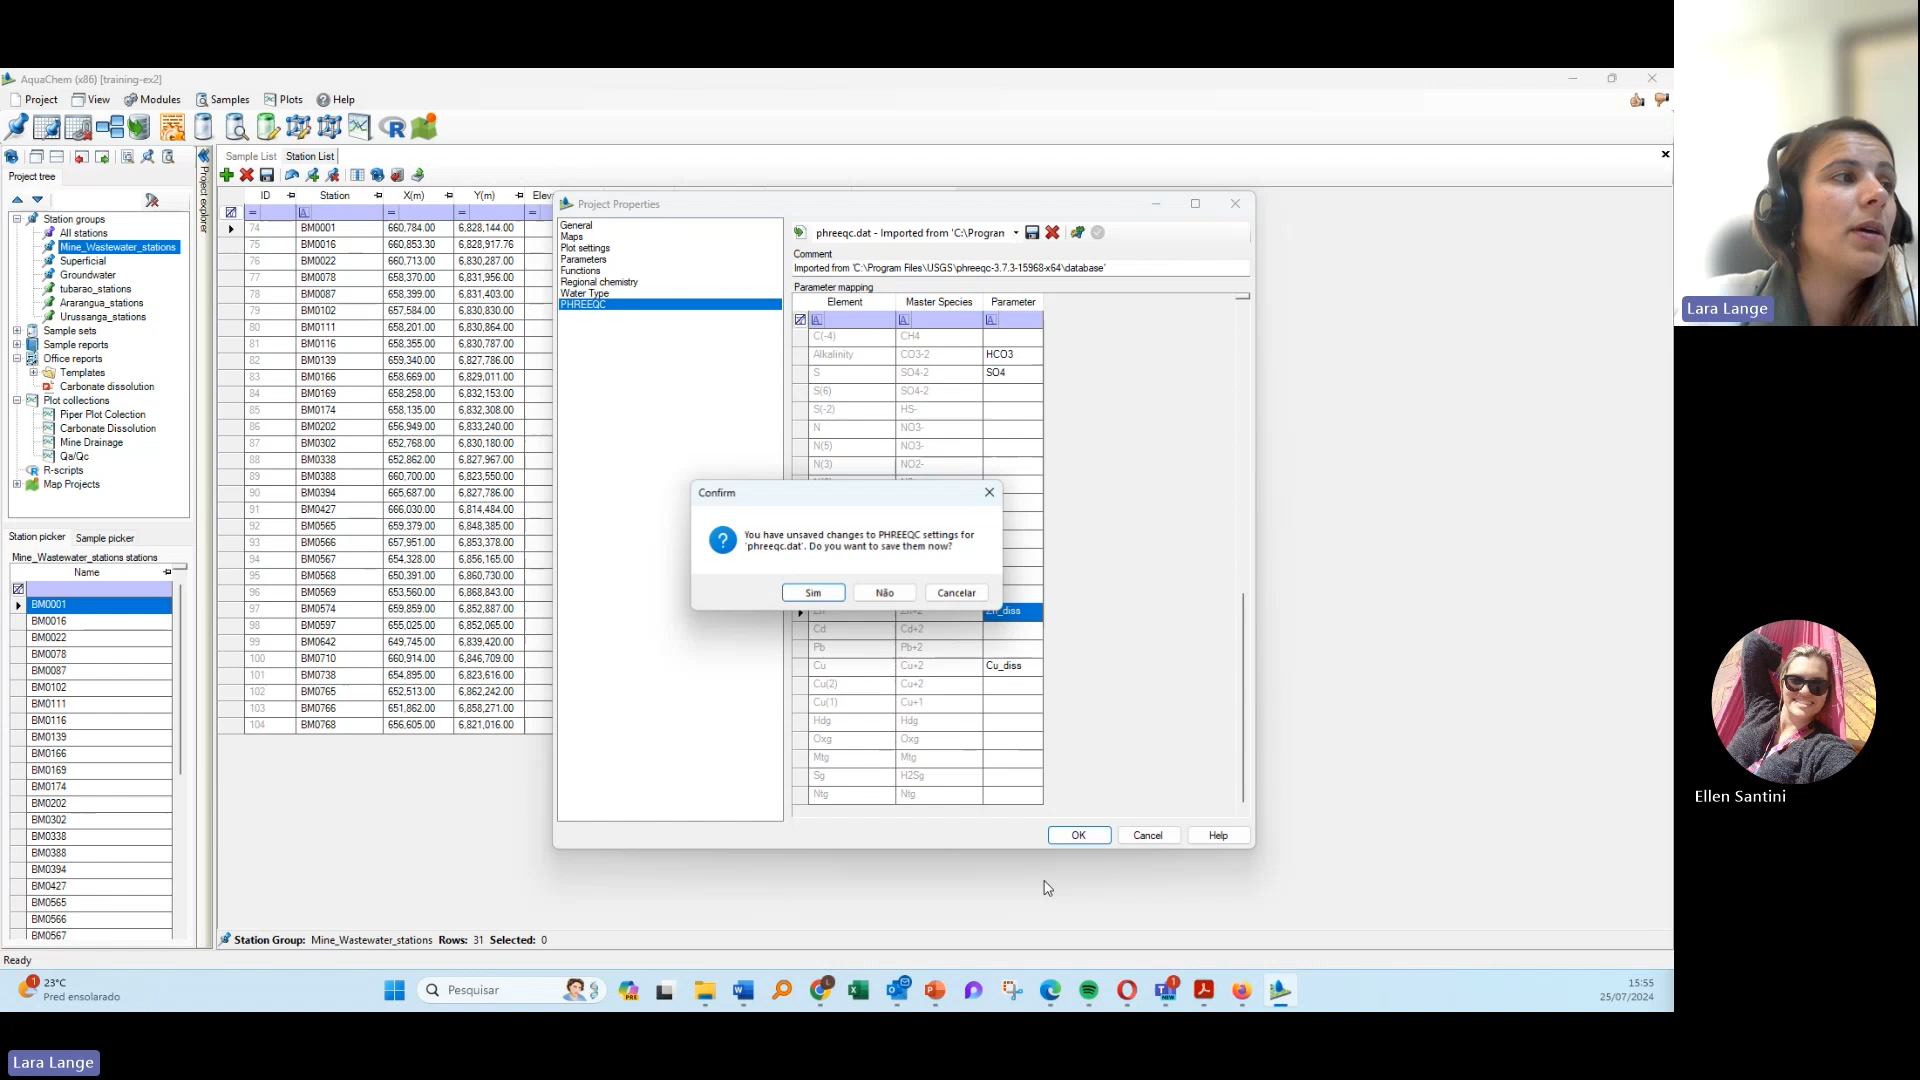 AquaChem (x86) [training-ex2]
Project View Modules Samples Plots Help
Project tree
Station groups
All stations
Mine_Wastewater_stations
Superficial
Groundwater
tubarao_stations
Ararangua_stations
Urussanga_stations
Sample sets
Sample reports
Office reports
Templates
Carbonate dissolution
Plot collections
Piper Plot Colection
Carbonate Dissolution
Mine Drainage
Qa/Qc
R-scripts
Map Projects
Project explorer
Station picker Sample picker
Mine_Wastewater_stations stations
Name
BM0001
BM0016
BM0022
BM0078
BM0087
BM0102
BM0111
BM0116
BM0139
BM0166
BM0169
BM0174
BM0202
BM0302
BM0338
BM0388
BM0394
BM0427
BM0565
BM0566
BM0567
Sample List Station List
ID Station X(m) Y(m) Elev
74 BM0001 660,784.00 6,828,144.00
75 BM0016 660,853.30 6,828,917.76
76 BM0022 660,713.00 6,830,287.00
77 BM0078 658,370.00 6,831,956.00
78 BM0087 658,399.00 6,831,403.00
79 BM0102 657,584.00 6,830,830.00
80 BM0111 658,201.00 6,830,864.00
81 BM0116 658,355.00 6,830,787.00
82 BM0139 659,340.00 6,827,786.00
83 BM0166 658,669.00 6,829,011.00
84 BM0169 658,258.00 6,832,153.00
85 BM0174 658,135.00 6,832,308.00
86 BM0202 656,949.00 6,833,240.00
87 BM0302 652,768.00 6,830,180.00
88 BM0338 652,862.00 6,827,967.00
89 BM0388 660,700.00 6,823,550.00
90 BM0394 665,687.00 6,827,786.00
91 BM0427 666,030.00 6,814,484.00
92 BM0565 659,379.00 6,848,385.00
93 BM0566 657,951.00 6,853,378.00
94 BM0567 654,328.00 6,856,165.00
95 BM0568 650,391.00 6,860,730.00
96 BM0569 653,560.00 6,868,843.00
97 BM0574 659,859.00 6,852,887.00
98 BM0597 655,025.00 6,852,065.00
99 BM0642 649,745.00 6,839,420.00
100 BM0710 660,914.00 6,846,709.00
101 BM0738 654,895.00 6,823,616.00
102 BM0765 652,513.00 6,862,242.00
103 BM0766 651,862.00 6,858,271.00
104 BM0768 656,605.00 6,821,016.00
Station Group: Mine_Wastewater_stations Rows: 31 Selected: 0
Ready
Project Properties
General
Maps
Plot settings
Parameters
Functions
Regional chemistry
Water Type
PHREEQC
phreeqc.dat - Imported from 'C:\Progran
Comment
Imported from 'C:\Program Files\USGS\phreeqc-3.7.3-15968-x64\database'
Parameter mapping
Element Master Species Parameter
C(-4) CH4
Alkalinity CO3-2 HCO3
S SO4-2 SO4
S(6) SO4-2
S(-2) HS-
N NO3-
N(5) NO3-
N(3) NO2-
Confirm
You have unsaved changes to PHREEQC settings for
'phreeqc.dat'. Do you want to save them now?
Sim Não Cancelar
Zn Zn+2 Zn_diss
Cd Cd+2
Pb Pb+2
Cu Cu+2 Cu_diss
Cu(2) Cu+2
Cu(1) Cu+1
Hdg Hdg
Oxg Oxg
Mtg Mtg
Sg H2Sg
Ntg Ntg
OK Cancel Help
23°C
Pred ensolarado
Pesquisar
15:55
25/07/2024
Lara Lange
Ellen Santini
Lara Lange